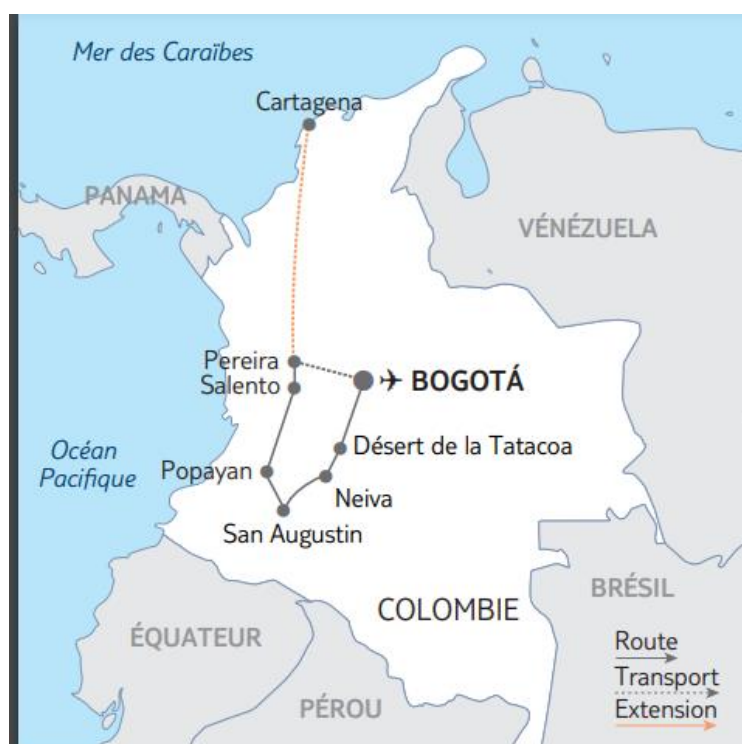 Mer des Caraïbes
Cartagena
PANAMA
VÉNÉZUELA
Pereira
Salento
BOGOTÁ
Océan
Pacifique
Désert de la Tatacoa
Popayan
Neiva
San Augustin
BRÉSIL
COLOMBIE
ÉQUATEUR
PÉROU
Route
Transport
Extension